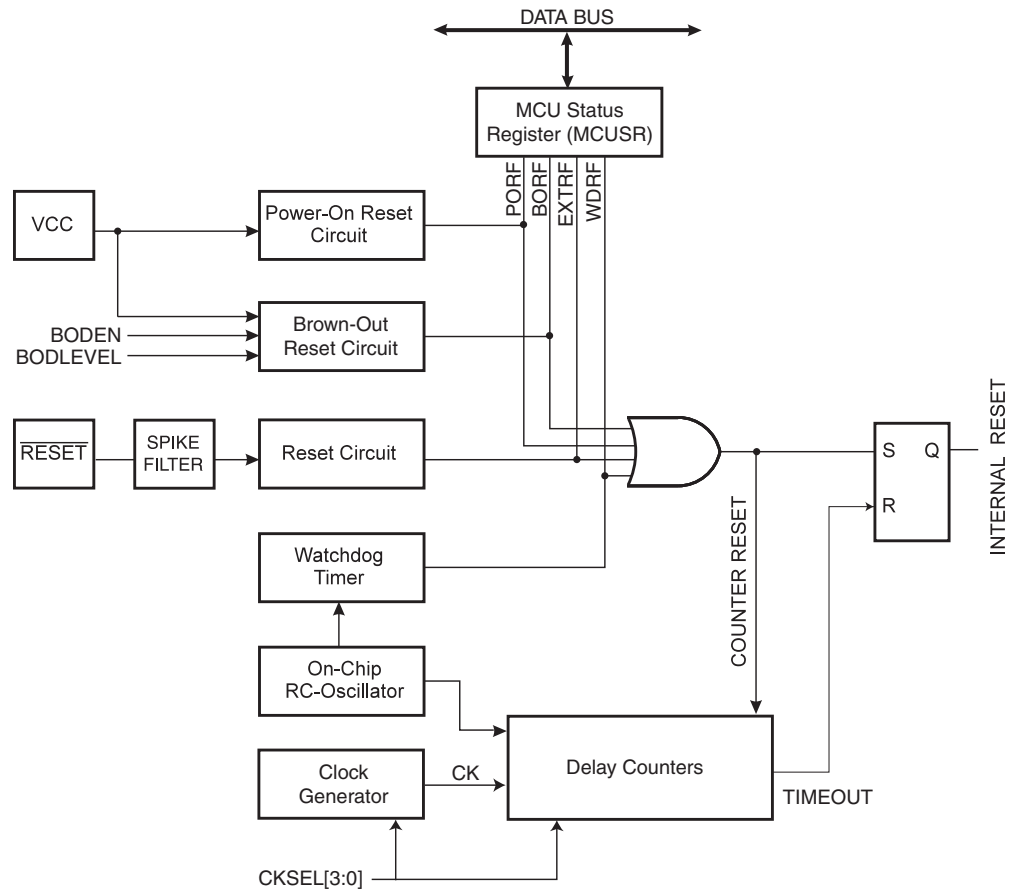 DATA BUS
MCU Status
Register (MCUSR)
PORF
BORF
EXTRF
WDRF
VCC
Power-On Reset
Circuit
BODEN
BODLEVEL
Brown-Out
Reset Circuit
RESET
SPIKE
FILTER
Reset Circuit
S
Q
R
INTERNAL RESET
Watchdog
Timer
COUNTER RESET
On-Chip
RC-Oscillator
Clock
Generator
CK
Delay Counters
TIMEOUT
CKSEL[3:0]